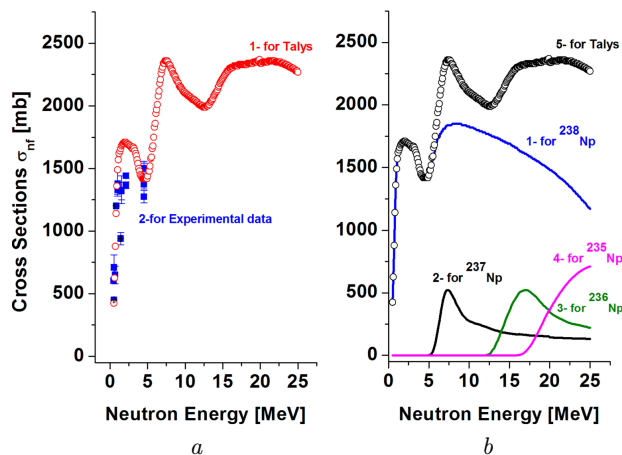 Cross Sections σnf [mb]
2500
2000
1500
1000
500
0
1- for Talys
2-for Experimental data
0 5 10 15 20 25
Neutron Energy [MeV]
a
2500
2000
1500
1000
500
0
5- for Talys
1- for 238Np
4- for 235Np
2- for 237Np
3- for 236Np
0 5 10 15 20 25
Neutron Energy [MeV]
b